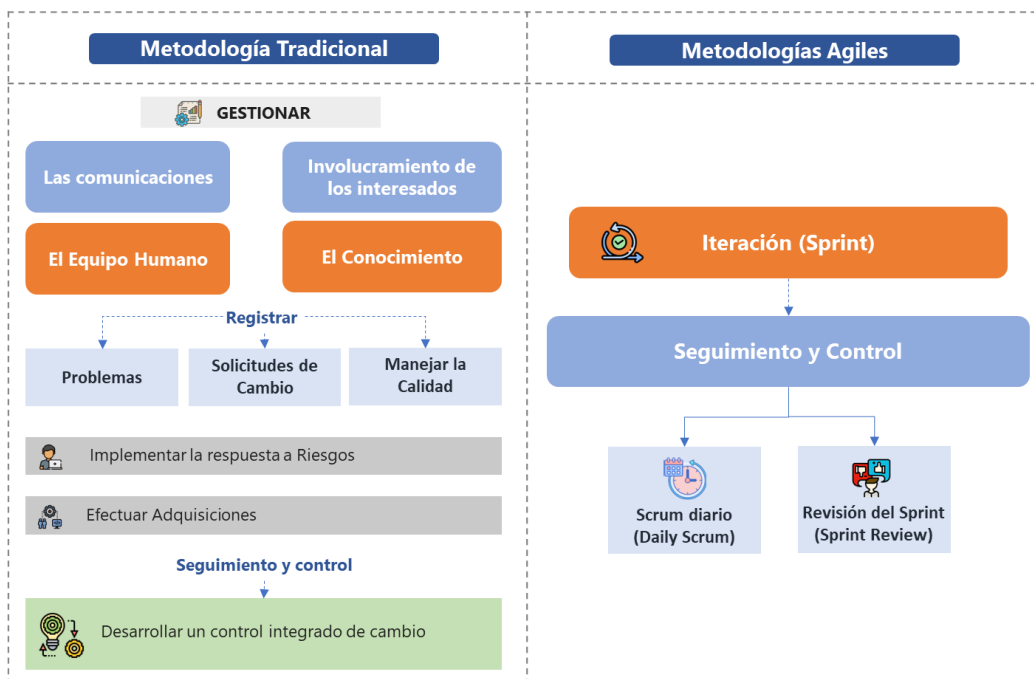 Metodología Tradicional
Metodologías Agiles
GESTIONAR
Las comunicaciones
Involucramiento de
los interesados
El Equipo Humano
El Conocimiento
Registrar
Problemas
Solicitudes de
Cambio
Manejar la
Calidad
Implementar la respuesta a Riesgos
Efectuar Adquisiciones
Seguimiento y control
Desarrollar un control integrado de cambio
Iteración (Sprint)
Seguimiento y Control
Scrum diario
(Daily Scrum)
Revisión del Sprint
(Sprint Review)